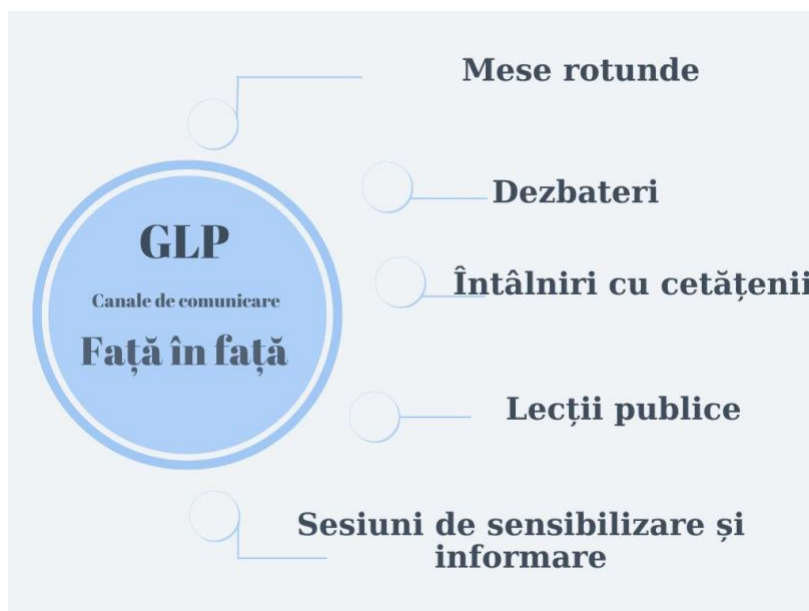 Mese rotunde
Dezbateri
GLP
Canale de comunicare
Față în față
Întâlniri cu cetățenii
Lecții publice
Sesiuni de sensibilizare și
informare